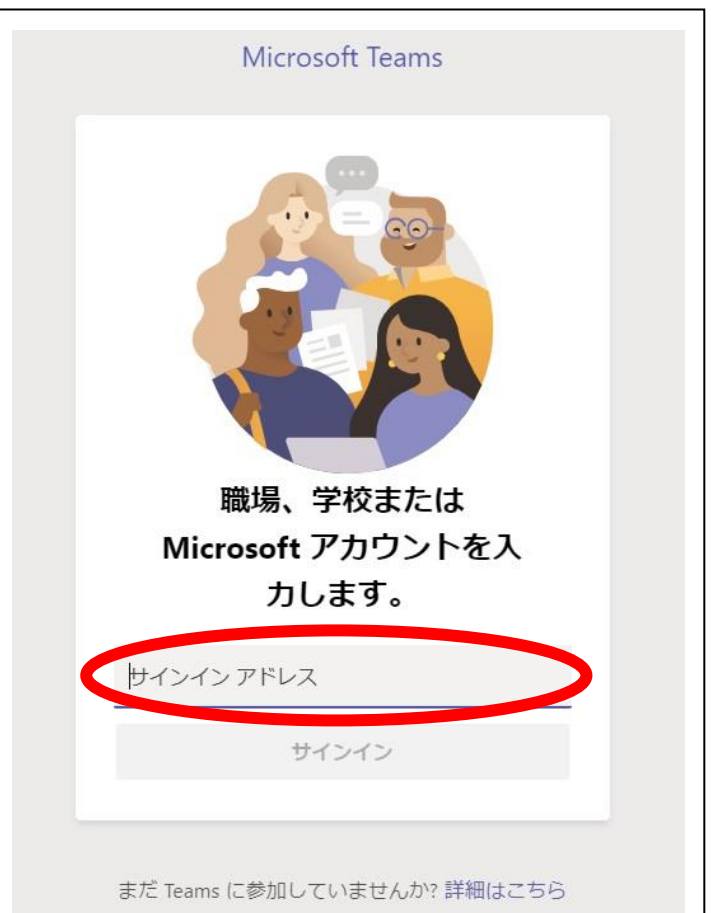 Microsoft Teams
職場、学校または
Microsoft アカウントを入
力します。
サインイン アドレス
サインイン
まだ Teams に参加していませんか? 詳細はこちら